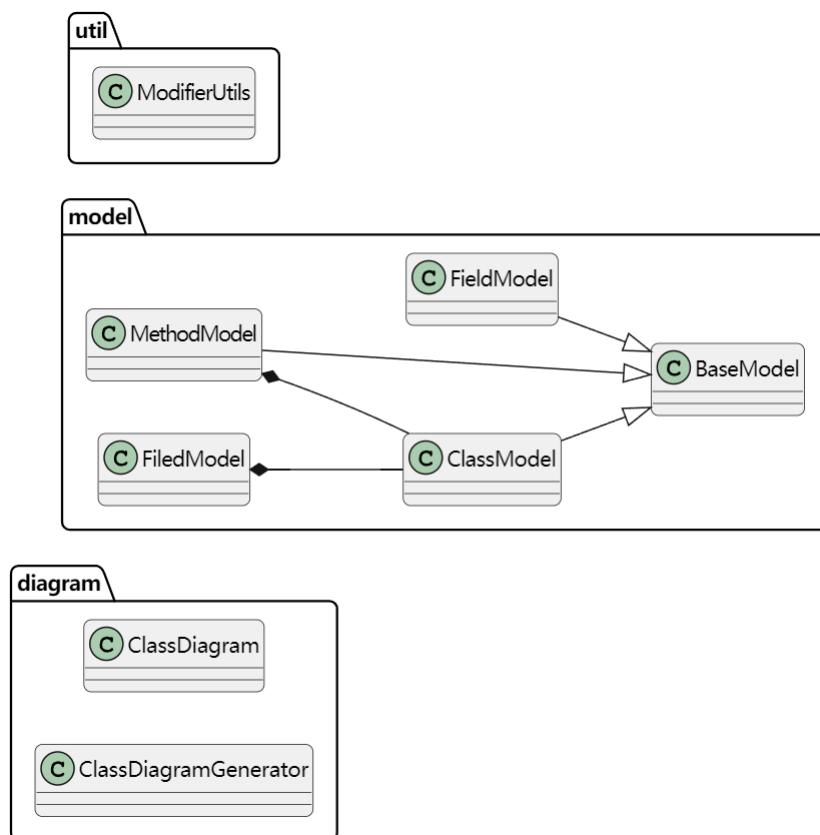 util
C ModifierUtils
model
C FieldModel
C MethodModel
C BaseModel
C FiledModel
C ClassModel
diagram
C ClassDiagram
C ClassDiagramGenerator